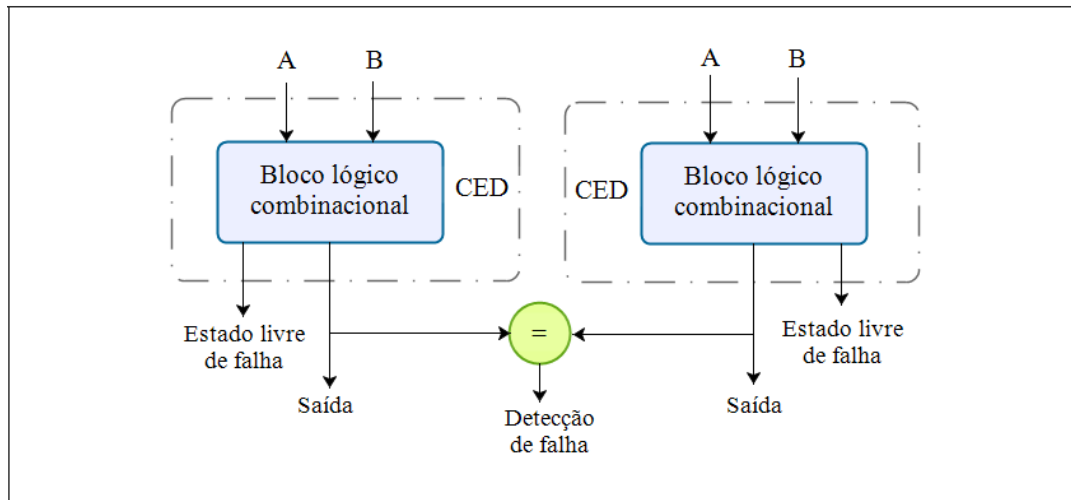 A B
Bloco lógico
combinacional
CED
Estado livre
de falha
Saída
A B
Bloco lógico
combinacional
CED
Estado livre
de falha
Saída
=
Detecção
de falha